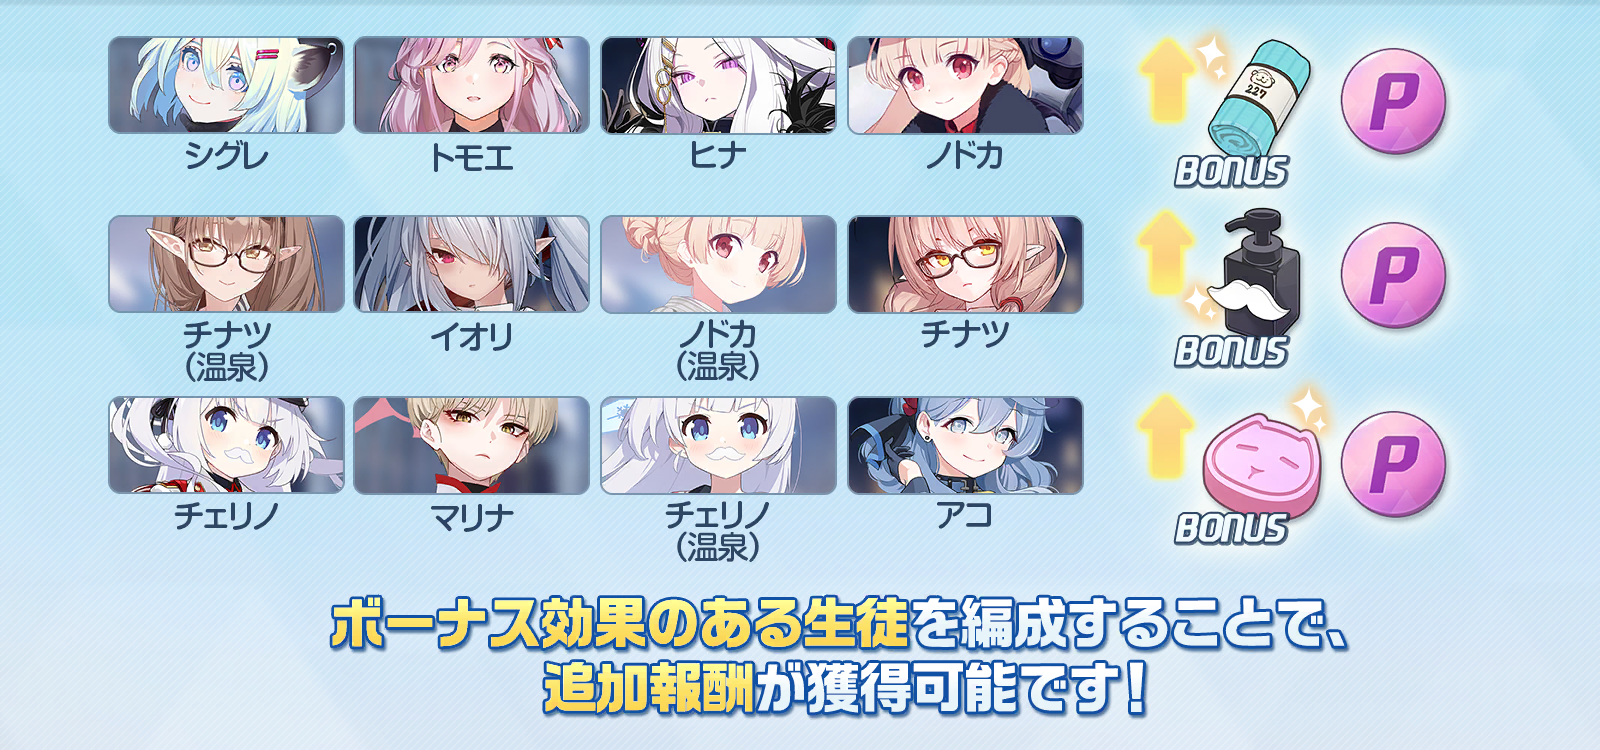 シグレ
トモエ
ヒナ
ノドカ
227
BONUS
P
チナツ
(温泉)
イオリ
ノドカ
(温泉)
チナツ
BONUS
P
チェリノ
マリナ
チェリノ
(温泉)
アコ
BONUS
P
ボーナス効果のある生徒を編成することで、
追加報酬が獲得可能です!